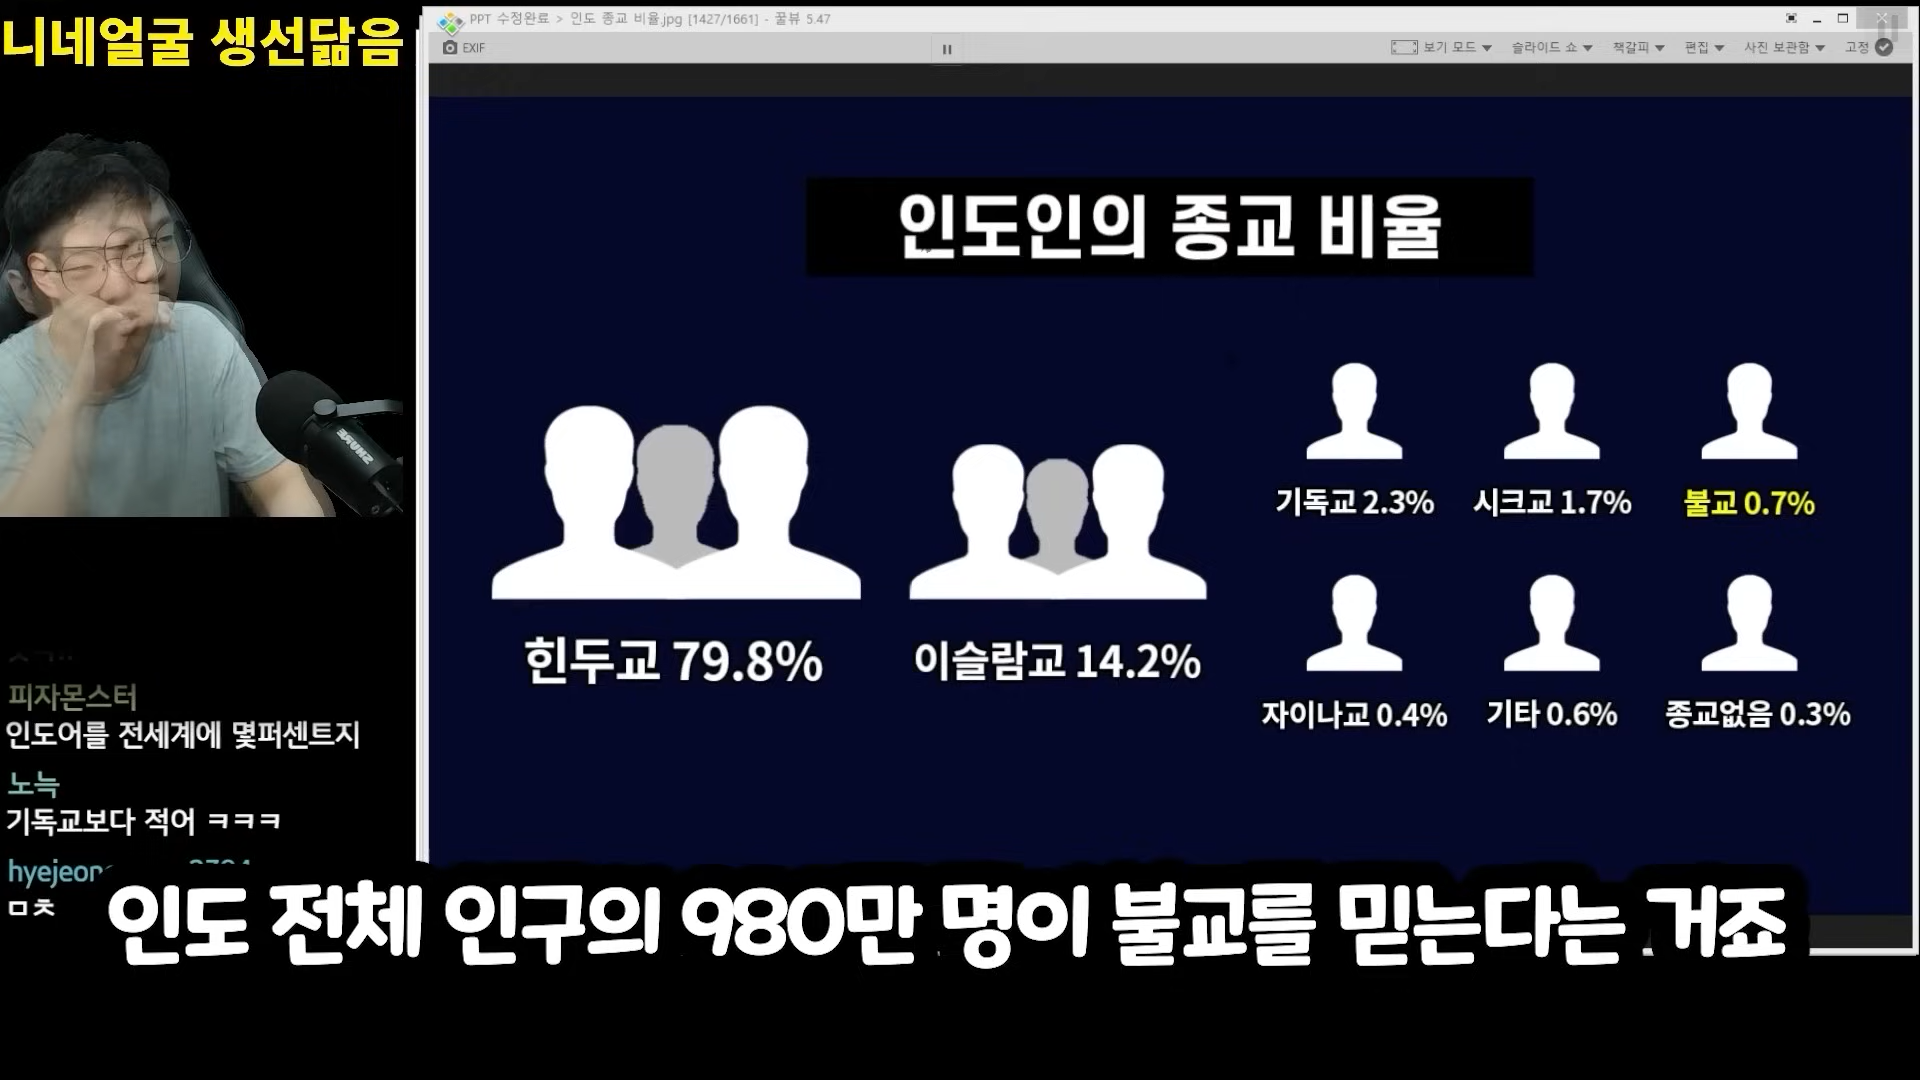 니네얼굴 생선닮음
PPT 수정완료 > 인도 종교 비율.jpg [1427/1661] - 꿀뷰 5.47
EXIF
보기 모드
슬라이드 쇼
책갈피
편집
사진 보관함
고정
인도인의 종교 비율
힌두교 79.8%
이슬람교 14.2%
기독교 2.3%
시크교 1.7%
불교 0.7%
자이나교 0.4%
기타 0.6%
종교없음 0.3%
SHURE
피자몬스터
인도어를 전세계에 몇퍼센트지
노늑
기독교보다 적어 ㅋㅋㅋ
ㅁ츠
인도 전체 인구의 980만 명이 불교를 믿는다는 거죠